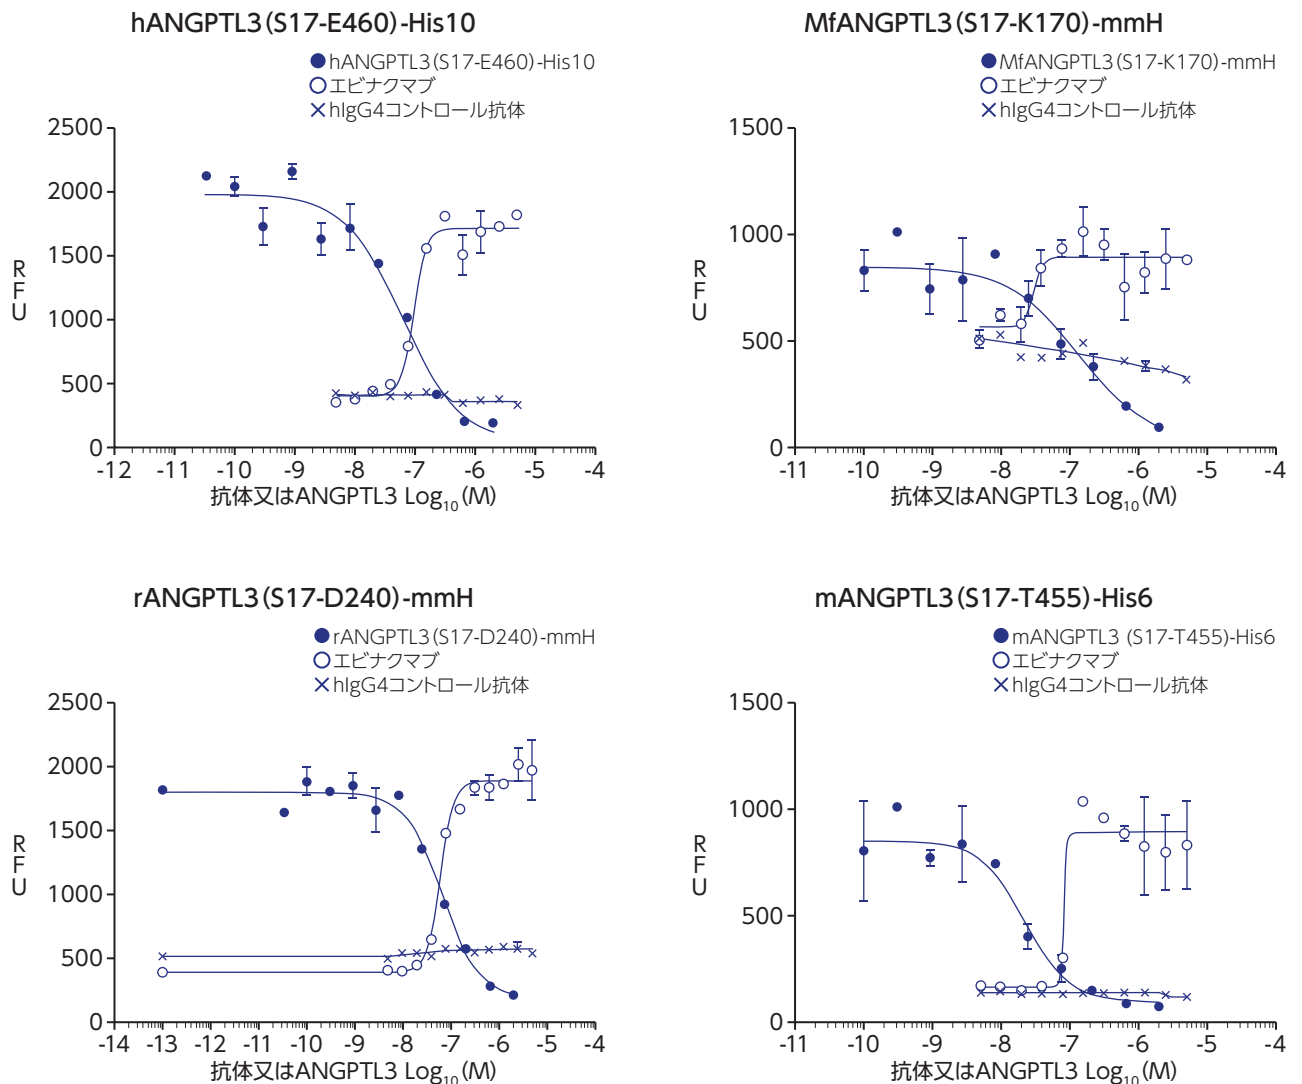 hANGPTL3(S17-E460)-His10
hANGPTL3(S17-E460)-His10
エビナクマブ
hIgG4コントロール抗体
2500
2000
1500
1000
500
0
RFU
-12 -11 -10 -9 -8 -7 -6 -5 -4
抗体又はANGPTL3 Log10(M)
MfANGPTL3(S17-K170)-mmH
MfANGPTL3(S17-K170)-mmH
エビナクマブ
hIgG4コントロール抗体
1500
1000
500
0
RFU
-11 -10 -9 -8 -7 -6 -5 -4
抗体又はANGPTL3 Log10(M)
rANGPTL3(S17-D240)-mmH
rANGPTL3(S17-D240)-mmH
エビナクマブ
hIgG4コントロール抗体
2500
2000
1500
1000
500
0
RFU
-14 -13 -12 -11 -10 -9 -8 -7 -6 -5 -4
抗体又はANGPTL3 Log10(M)
mANGPTL3(S17-T455)-His6
mANGPTL3 (S17-T455)-His6
エビナクマブ
hIgG4コントロール抗体
1500
1000
500
0
RFU
-11 -10 -9 -8 -7 -6 -5 -4
抗体又はANGPTL3 Log10(M)